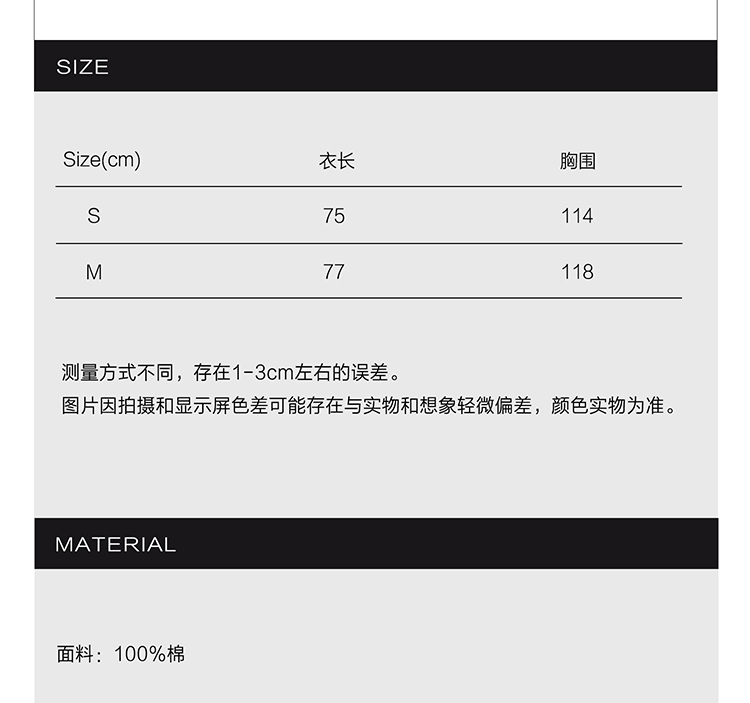 SIZE
Size(cm) 衣长 胸围
S 75 114
M 77 118
测量方式不同，存在1-3cm左右的误差。
图片因拍摄和显示屏色差可能存在与实物和想象轻微偏差，颜色实物为准。
MATERIAL
面料：100%棉